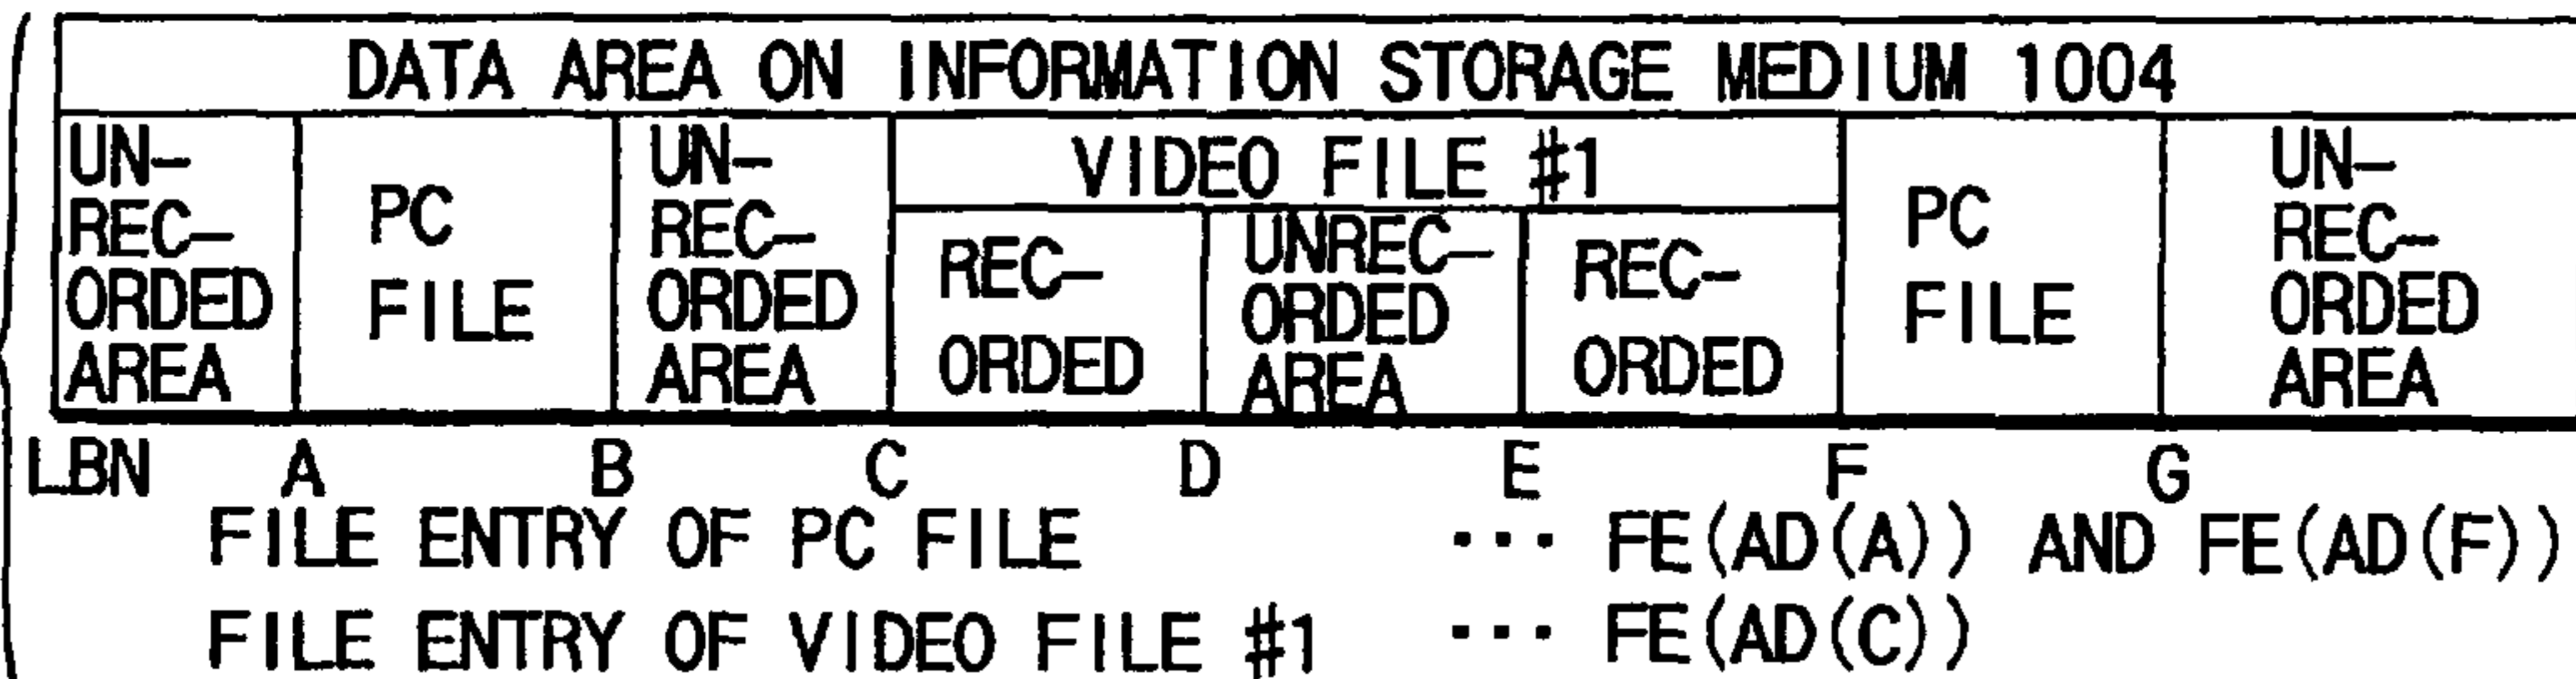 DATA AREA ON INFORMATION STORAGE MEDIUM 1004
UN-
REC-
ORDED
AREA
PC
FILE
UN-
REC-
ORDED
AREA
VIDEO FILE #1
REC-
ORDED
UNREC-
ORDED
AREA
REC-
ORDED
PC
FILE
UN-
REC-
ORDED
AREA
LBN A B C D E F G
FILE ENTRY OF PC FILE ... FE(AD(A)) AND FE(AD(F))
FILE ENTRY OF VIDEO FILE #1 ... FE(AD(C))